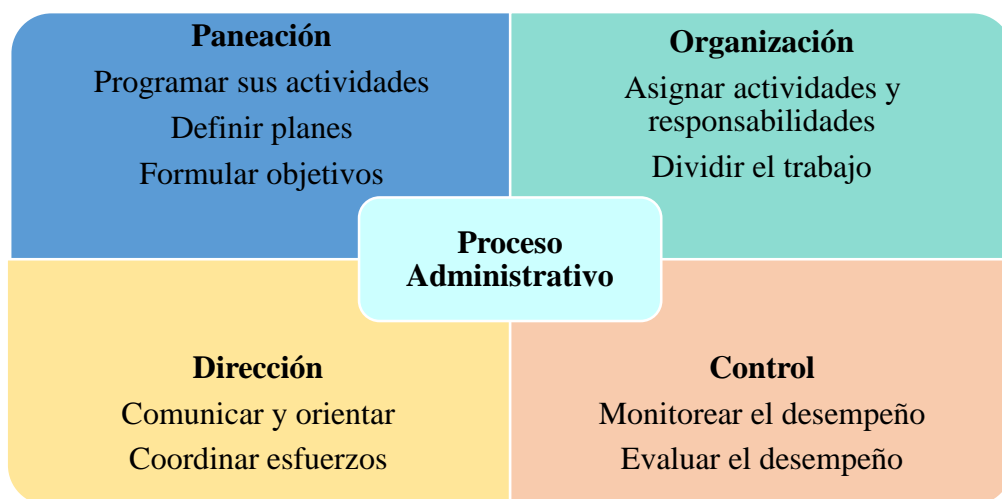 Paneación
Programar sus actividades
Definir planes
Formular objetivos
Organización
Asignar actividades y
responsabilidades
Dividir el trabajo
Proceso
Administrativo
Dirección
Comunicar y orientar
Coordinar esfuerzos
Control
Monitorear el desempeño
Evaluar el desempeño